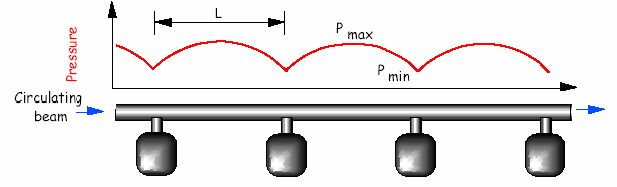 L
Pressure
P max
P min
Circulating
beam